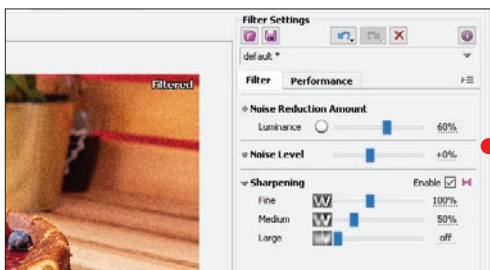 Filter Settings
default *
Filtered
Filter Performance
Noise Reduction Amount
Luminance 60%
Noise Level +0%
Sharpening Enable
Fine 100%
Medium 50%
Large off